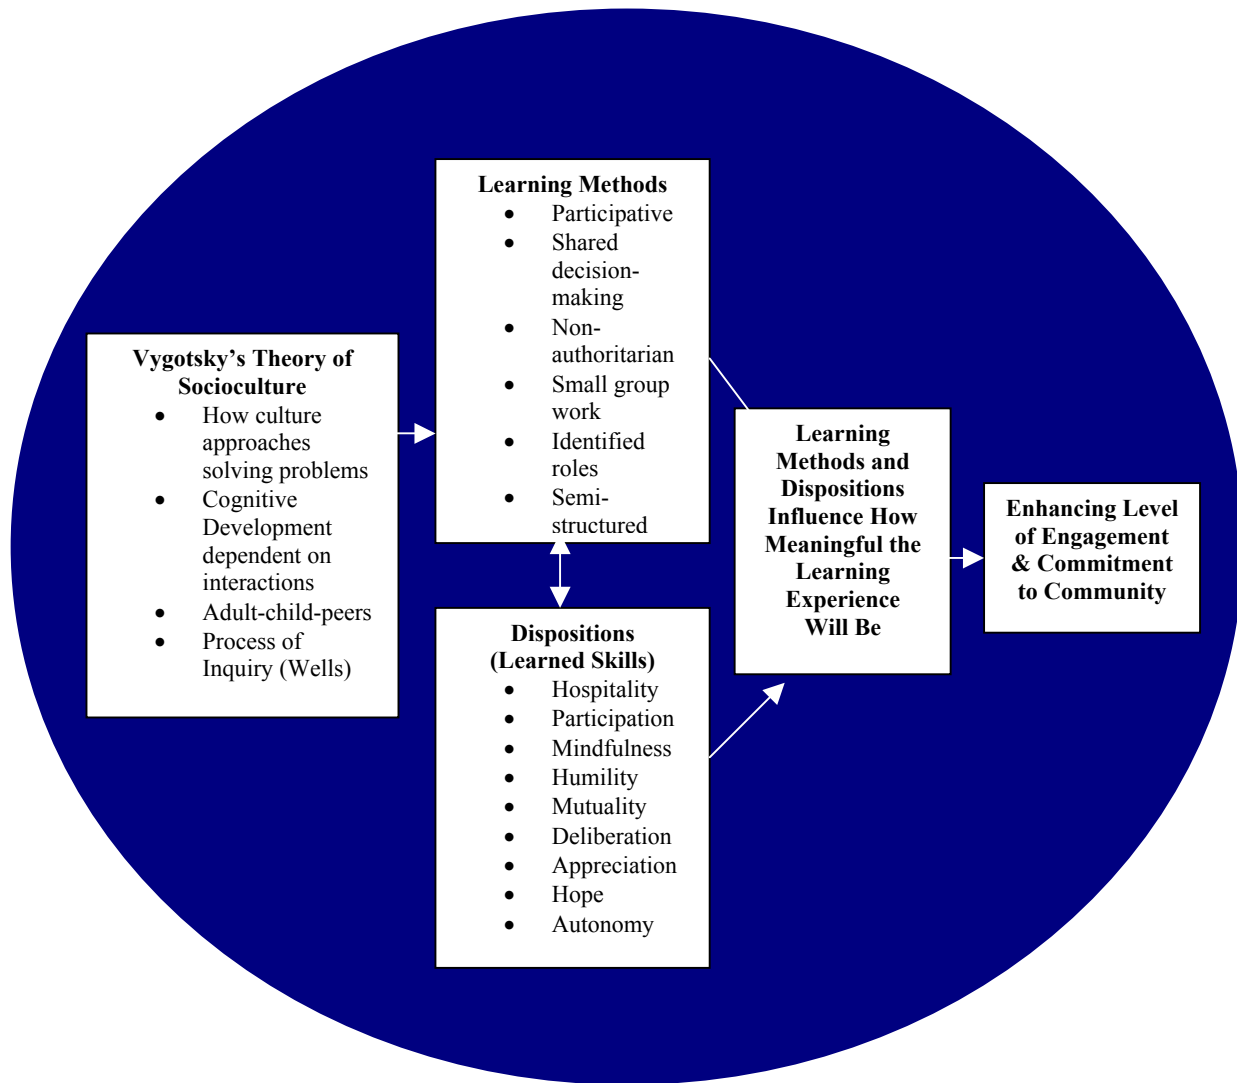 Learning Methods
• Participative
• Shared
decision-
making
• Non-
authoritarian
• Small group
work
• Identified
roles
• Semi-
structured
Vygotsky’s Theory of
Socioculture
• How culture
approaches
solving problems
• Cognitive
Development
dependent on
interactions
• Adult-child-peers
• Process of
Inquiry (Wells)
Dispositions
(Learned Skills)
• Hospitality
• Participation
• Mindfulness
• Humility
• Mutuality
• Deliberation
• Appreciation
• Hope
• Autonomy
Learning
Methods and
Dispositions
Influence How
Meaningful the
Learning
Experience
Will Be
Enhancing Level
of Engagement
& Commitment
to Community